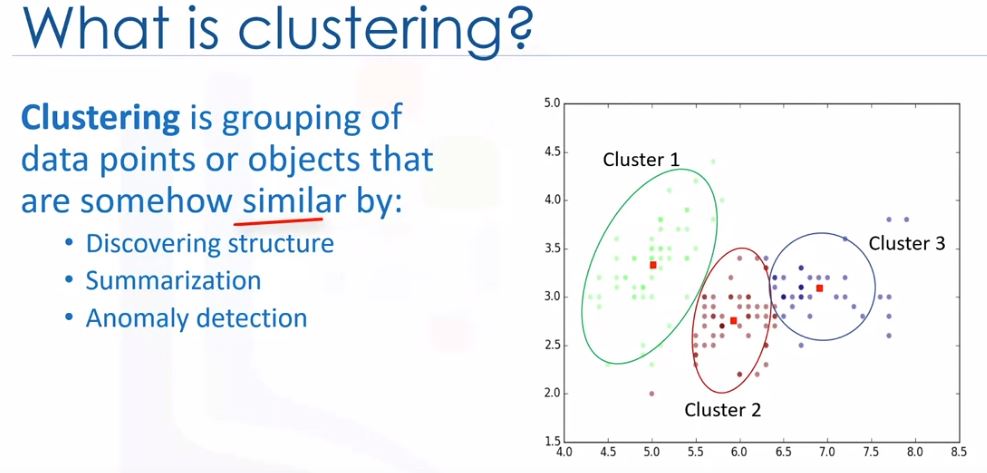 What is clustering?
Clustering is grouping of
data points or objects that
are somehow similar by:
• Discovering structure
• Summarization
• Anomaly detection
5.0
4.5
4.0
3.5
3.0
2.5
2.0
1.5
Cluster 1
Cluster 3
Cluster 2
4.0 4.5 5.0 5.5 6.0 6.5 7.0 7.5 8.0 8.5